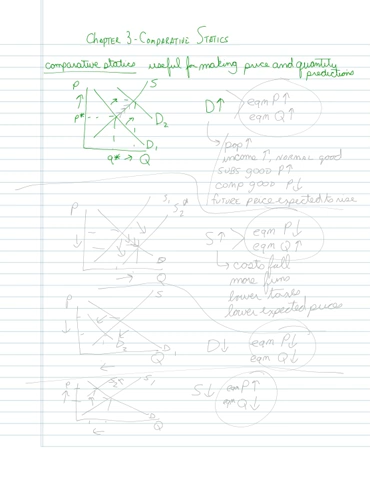 CHAPTER 3 - COMPARATIVE STATICS
comparative statics useful for making price and quantity
predictions
P S
↑
P* D2
D1
q* → Q
D↑ eqm P↑
eqm Q↑
pop↑
income↑, normal good
subs good P↑
comp good P↓
future price expected to rise
P S1
S2
D
→ Q
S↑ eqm P↓
eqm Q↑
→ costs fall
more firms
lower taxes
lower expected prices
P S
↓
D2 D1
Q
←
D↓ eqm P↓
eqm Q↓
P S2 S1
↑
D
Q
←
S↓ eqm P↑
eqm Q↓